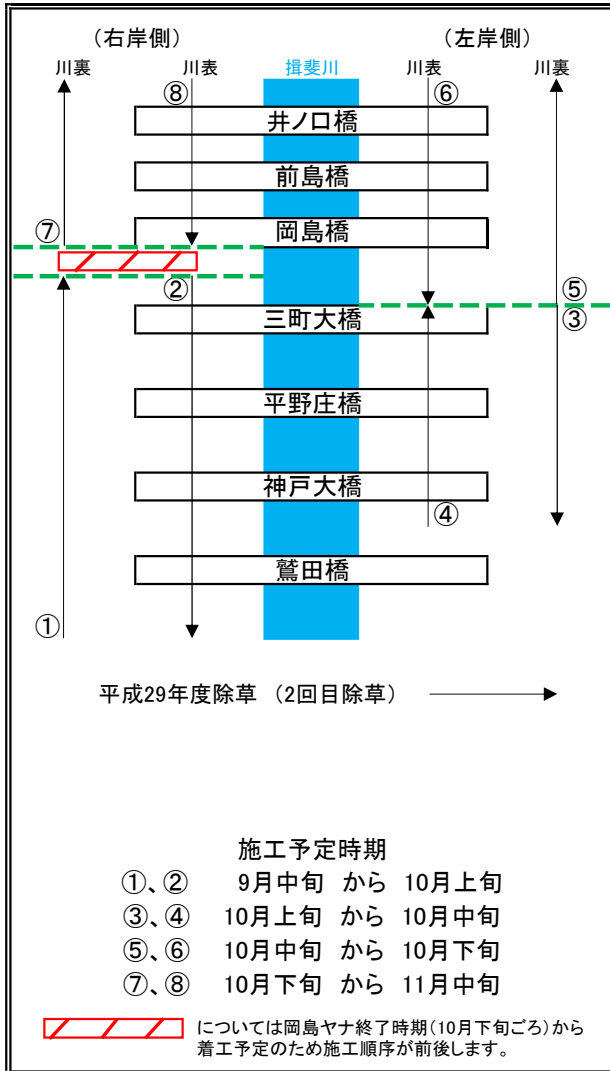 （右岸側） （左岸側）
川裏 川表 揖斐川 川表 川裏
⑧ ⑥
井ノ口橋
前島橋
岡島橋
⑦
② ⑤
三町大橋 ③
平野庄橋
神戸大橋
④
鷲田橋
①
平成29年度除草 （2回目除草）
施工予定時期
①、② 9月中旬 から 10月上旬
③、④ 10月上旬 から 10月中旬
⑤、⑥ 10月中旬 から 10月下旬
⑦、⑧ 10月下旬 から 11月中旬
については岡島ヤナ終了時期(10月下旬ごろ)から
着工予定のため施工順序が前後します。